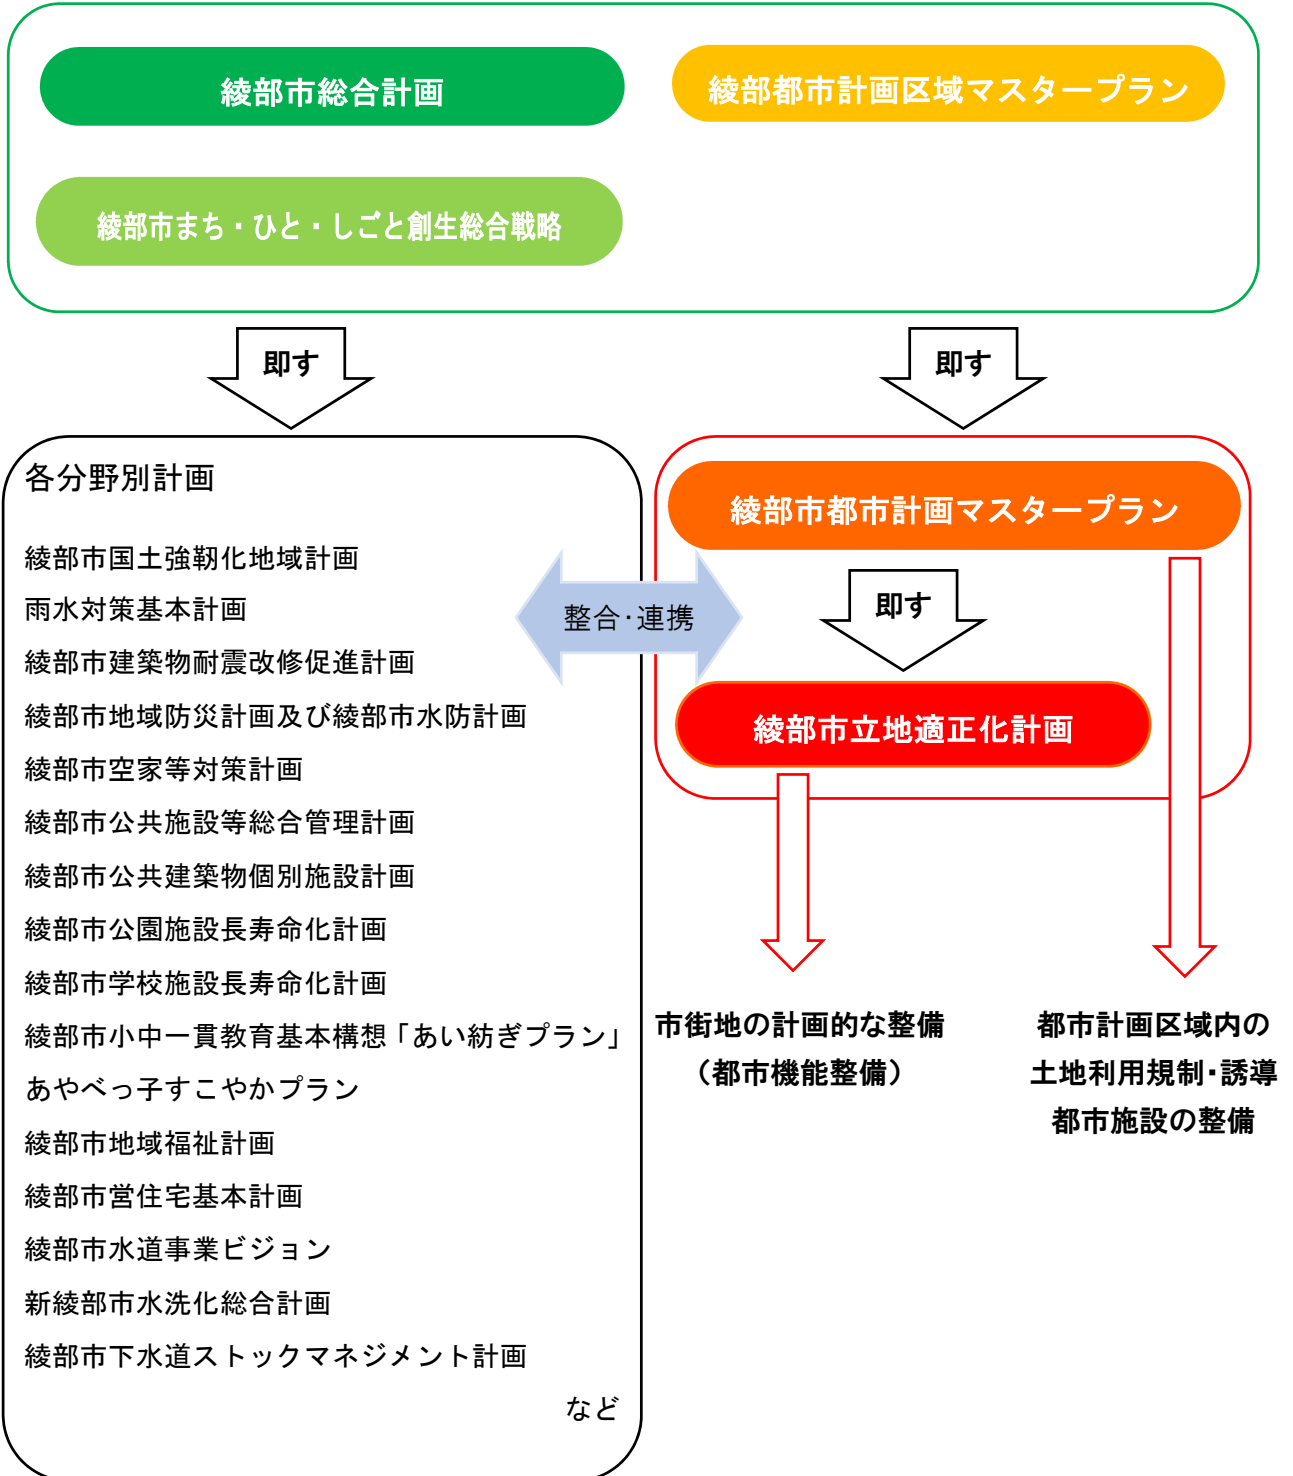 綾部市総合計画
綾部都市計画区域マスタープラン
綾部市まち・ひと・しごと創生総合戦略
即す
即す
各分野別計画
綾部市国土強靭化地域計画
雨水対策基本計画
綾部市建築物耐震改修促進計画
綾部市地域防災計画及び綾部市水防計画
綾部市空家等対策計画
綾部市公共施設等総合管理計画
綾部市公共建築物個別施設計画
綾部市公園施設長寿命化計画
綾部市学校施設長寿命化計画
綾部市小中一貫教育基本構想「あい紡ぎプラン」
あやべっ子すこやかプラン
綾部市地域福祉計画
綾部市営住宅基本計画
綾部市水道事業ビジョン
新綾部市水洗化総合計画
綾部市下水道ストックマネジメント計画
など
整合・連携
綾部市都市計画マスタープラン
即す
綾部市立地適正化計画
市街地の計画的な整備
（都市機能整備）
都市計画区域内の
土地利用規制・誘導
都市施設の整備